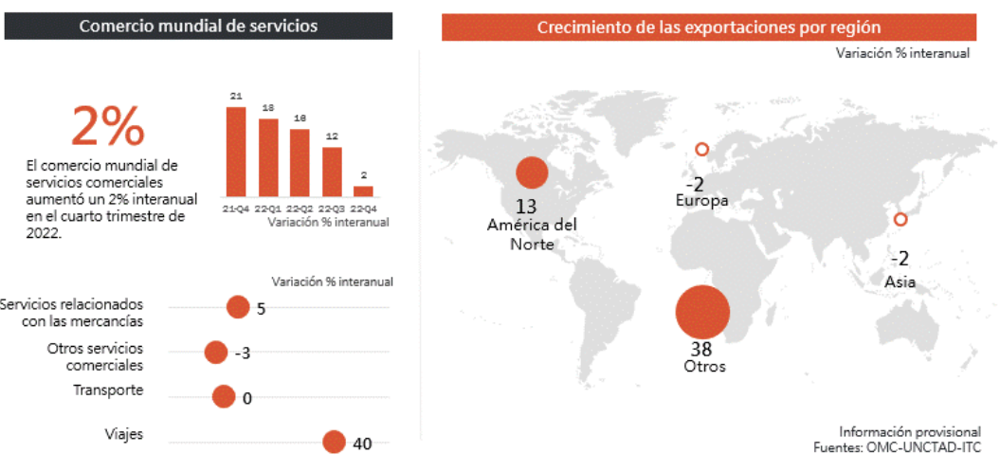 Comercio mundial de servicios
2%
El comercio mundial de
servicios comerciales
aumentó un 2% interanual
en el cuarto trimestre de
2022.
21
18
16
12
2
21-Q4 22-Q1 22-Q2 22-Q3 22-Q4
Variación % interanual
Variación % interanual
Servicios relacionados
con las mercancías
5
Otros servicios
comerciales
-3
Transporte
0
Viajes
40
Crecimiento de las exportaciones por región
Variación % interanual
13
América del
Norte
-2
Europa
-2
Asia
38
Otros
Información provisional
Fuentes: OMC-UNCTAD-ITC